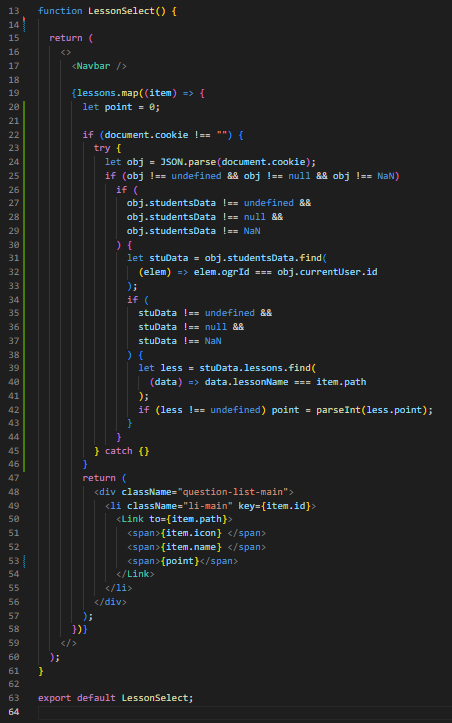 13 function LessonSelect() {
14
15   return (
16     <>
17       <Navbar />
18
19       {lessons.map((item) => {
20         let point = 0;
21
22         if (document.cookie !== "") {
23           try {
24             let obj = JSON.parse(document.cookie);
25             if (obj !== undefined && obj !== null && obj !== NaN)
26               if (
27                 obj.studentsData !== undefined &&
28                 obj.studentsData !== null &&
29                 obj.studentsData !== NaN
30               ) {
31                 let stuData = obj.studentsData.find(
32                   (elem) => elem.ogrId === obj.currentUser.id
33                 );
34                 if (
35                   stuData !== undefined &&
36                   stuData !== null &&
37                   stuData !== NaN
38                 ) {
39                   let less = stuData.lessons.find(
40                     (data) => data.lessonName === item.path
41                   );
42                   if (less !== undefined) point = parseInt(less.point);
43                 }
44               }
45           } catch {}
46         }
47         return (
48           <div className="question-list-main">
49             <li className="li-main" key={item.id}>
50               <Link to={item.path}>
51                 <span>{item.icon} </span>
52                 <span>{item.name} </span>
53                 <span>{point}</span>
54               </Link>
55             </li>
56           </div>
57         );
58       })}
59     </>
60   );
61 }
62
63 export default LessonSelect;
64